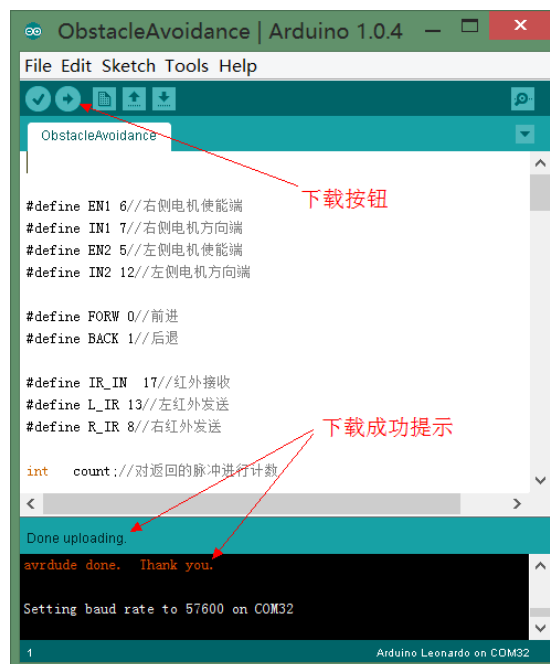 ObstacleAvoidance | Arduino 1.0.4
File Edit Sketch Tools Help
ObstacleAvoidance
下载按钮
#define EN1 6//右侧电机使能端
#define IN1 7//右侧电机方向端
#define EN2 5//左侧电机使能端
#define IN2 12//左侧电机方向端
#define FORW 0//前进
#define BACK 1//后退
#define IR_IN  17//红外接收
#define L_IR 13//左红外发送
#define R_IR 8//右红外发送
下载成功提示
int   count;//对返回的脉冲进行计数
Done uploading.
avrdude done.  Thank you.
Setting baud rate to 57600 on COM32
1
Arduino Leonardo on COM32